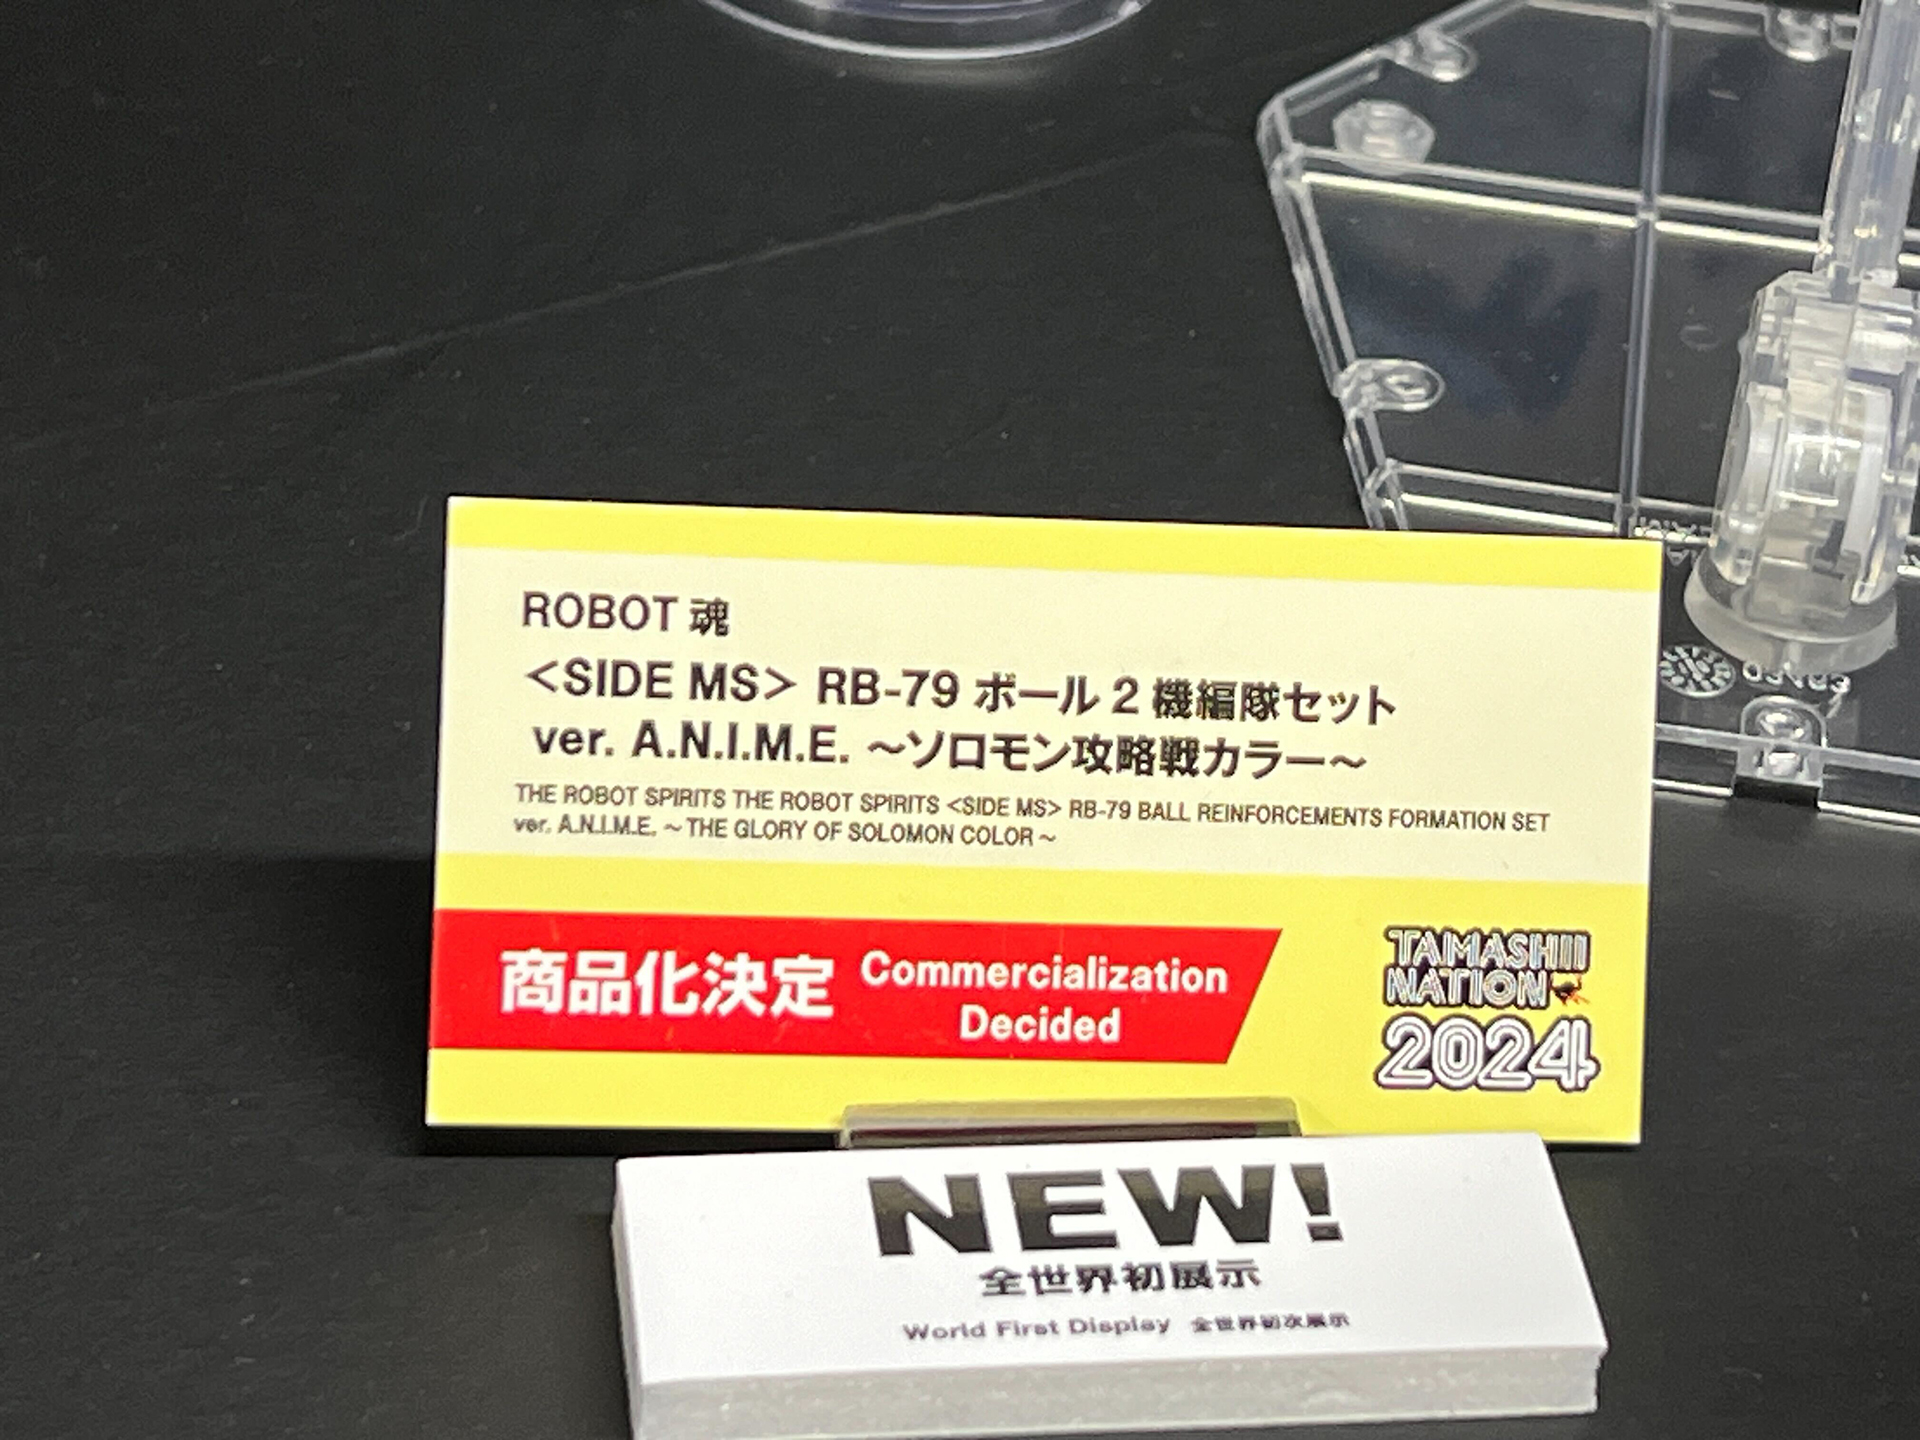 ROBOT 魂
<SIDE MS> RB-79 ボール 2 機編隊セット
ver. A.N.I.M.E. ～ソロモン攻略戦カラー～
THE ROBOT SPIRITS THE ROBOT SPIRITS <SIDE MS> RB-79 BALL REINFORCEMENTS FORMATION SET
ver. A.N.I.M.E. ～THE GLORY OF SOLOMON COLOR～
商品化決定
Commercialization
Decided
TAMASHII
NATION
2024
NEW!
全世界初展示
World First Display 全世界初次展示